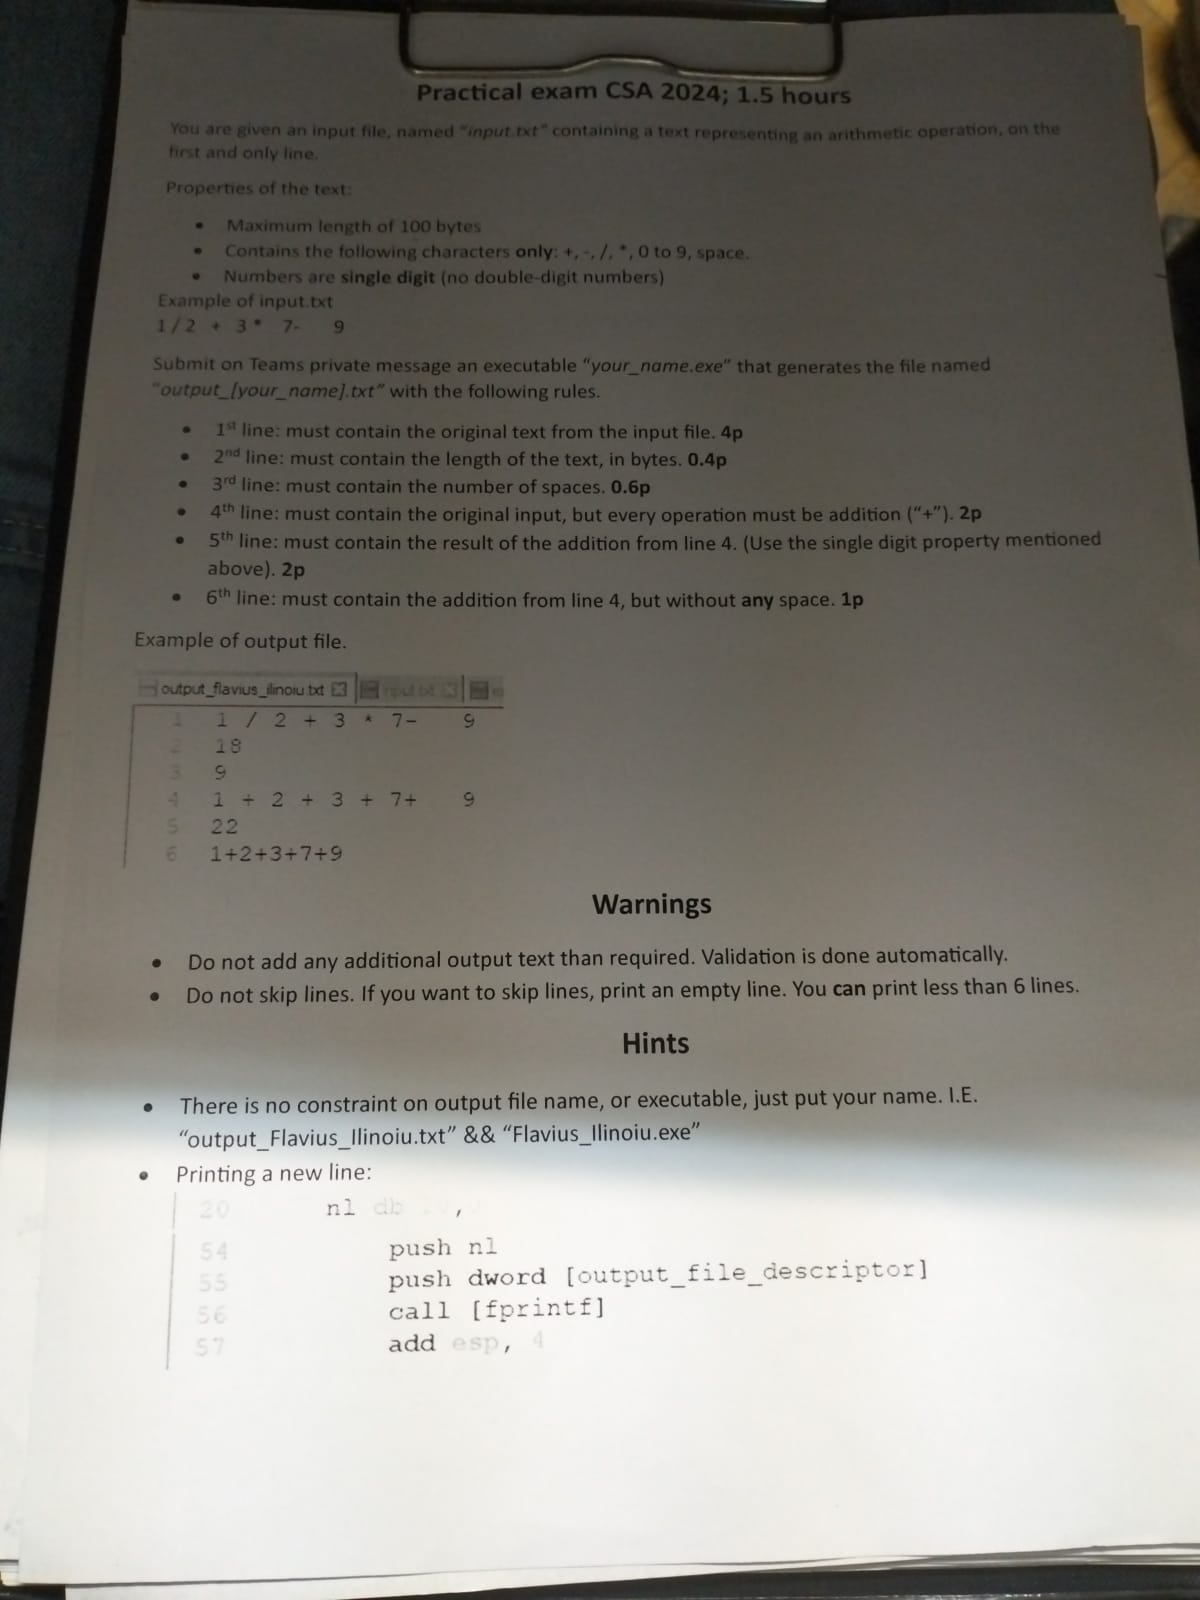 Practical exam CSA 2024; 1.5 hours
You are given an input file, named "input.txt" containing a text representing an arithmetic operation, on the
first and only line.
Properties of the text:
• Maximum length of 100 bytes
• Contains the following characters only: +, -, /, *, 0 to 9, space.
• Numbers are single digit (no double-digit numbers)
Example of input.txt
1 / 2 + 3 * 7- 9
Submit on Teams private message an executable "your_name.exe" that generates the file named
"output_[your_name].txt" with the following rules.
• 1st line: must contain the original text from the input file. 4p
• 2nd line: must contain the length of the text, in bytes. 0.4p
• 3rd line: must contain the number of spaces. 0.6p
• 4th line: must contain the original input, but every operation must be addition ("+"). 2p
• 5th line: must contain the result of the addition from line 4. (Use the single digit property mentioned
above). 2p
• 6th line: must contain the addition from line 4, but without any space. 1p
Example of output file.
output_flavius_ilinoiu.txt input.txt
1 1 / 2 + 3 * 7- 9
2 18
3 9
4 1 + 2 + 3 + 7+ 9
5 22
6 1+2+3+7+9
Warnings
• Do not add any additional output text than required. Validation is done automatically.
• Do not skip lines. If you want to skip lines, print an empty line. You can print less than 6 lines.
Hints
• There is no constraint on output file name, or executable, just put your name. I.E.
"output_Flavius_Ilinoiu.txt" && "Flavius_Ilinoiu.exe"
• Printing a new line:
20 nl db ,
54 push nl
55 push dword [output_file_descriptor]
56 call [fprintf]
57 add esp, 4